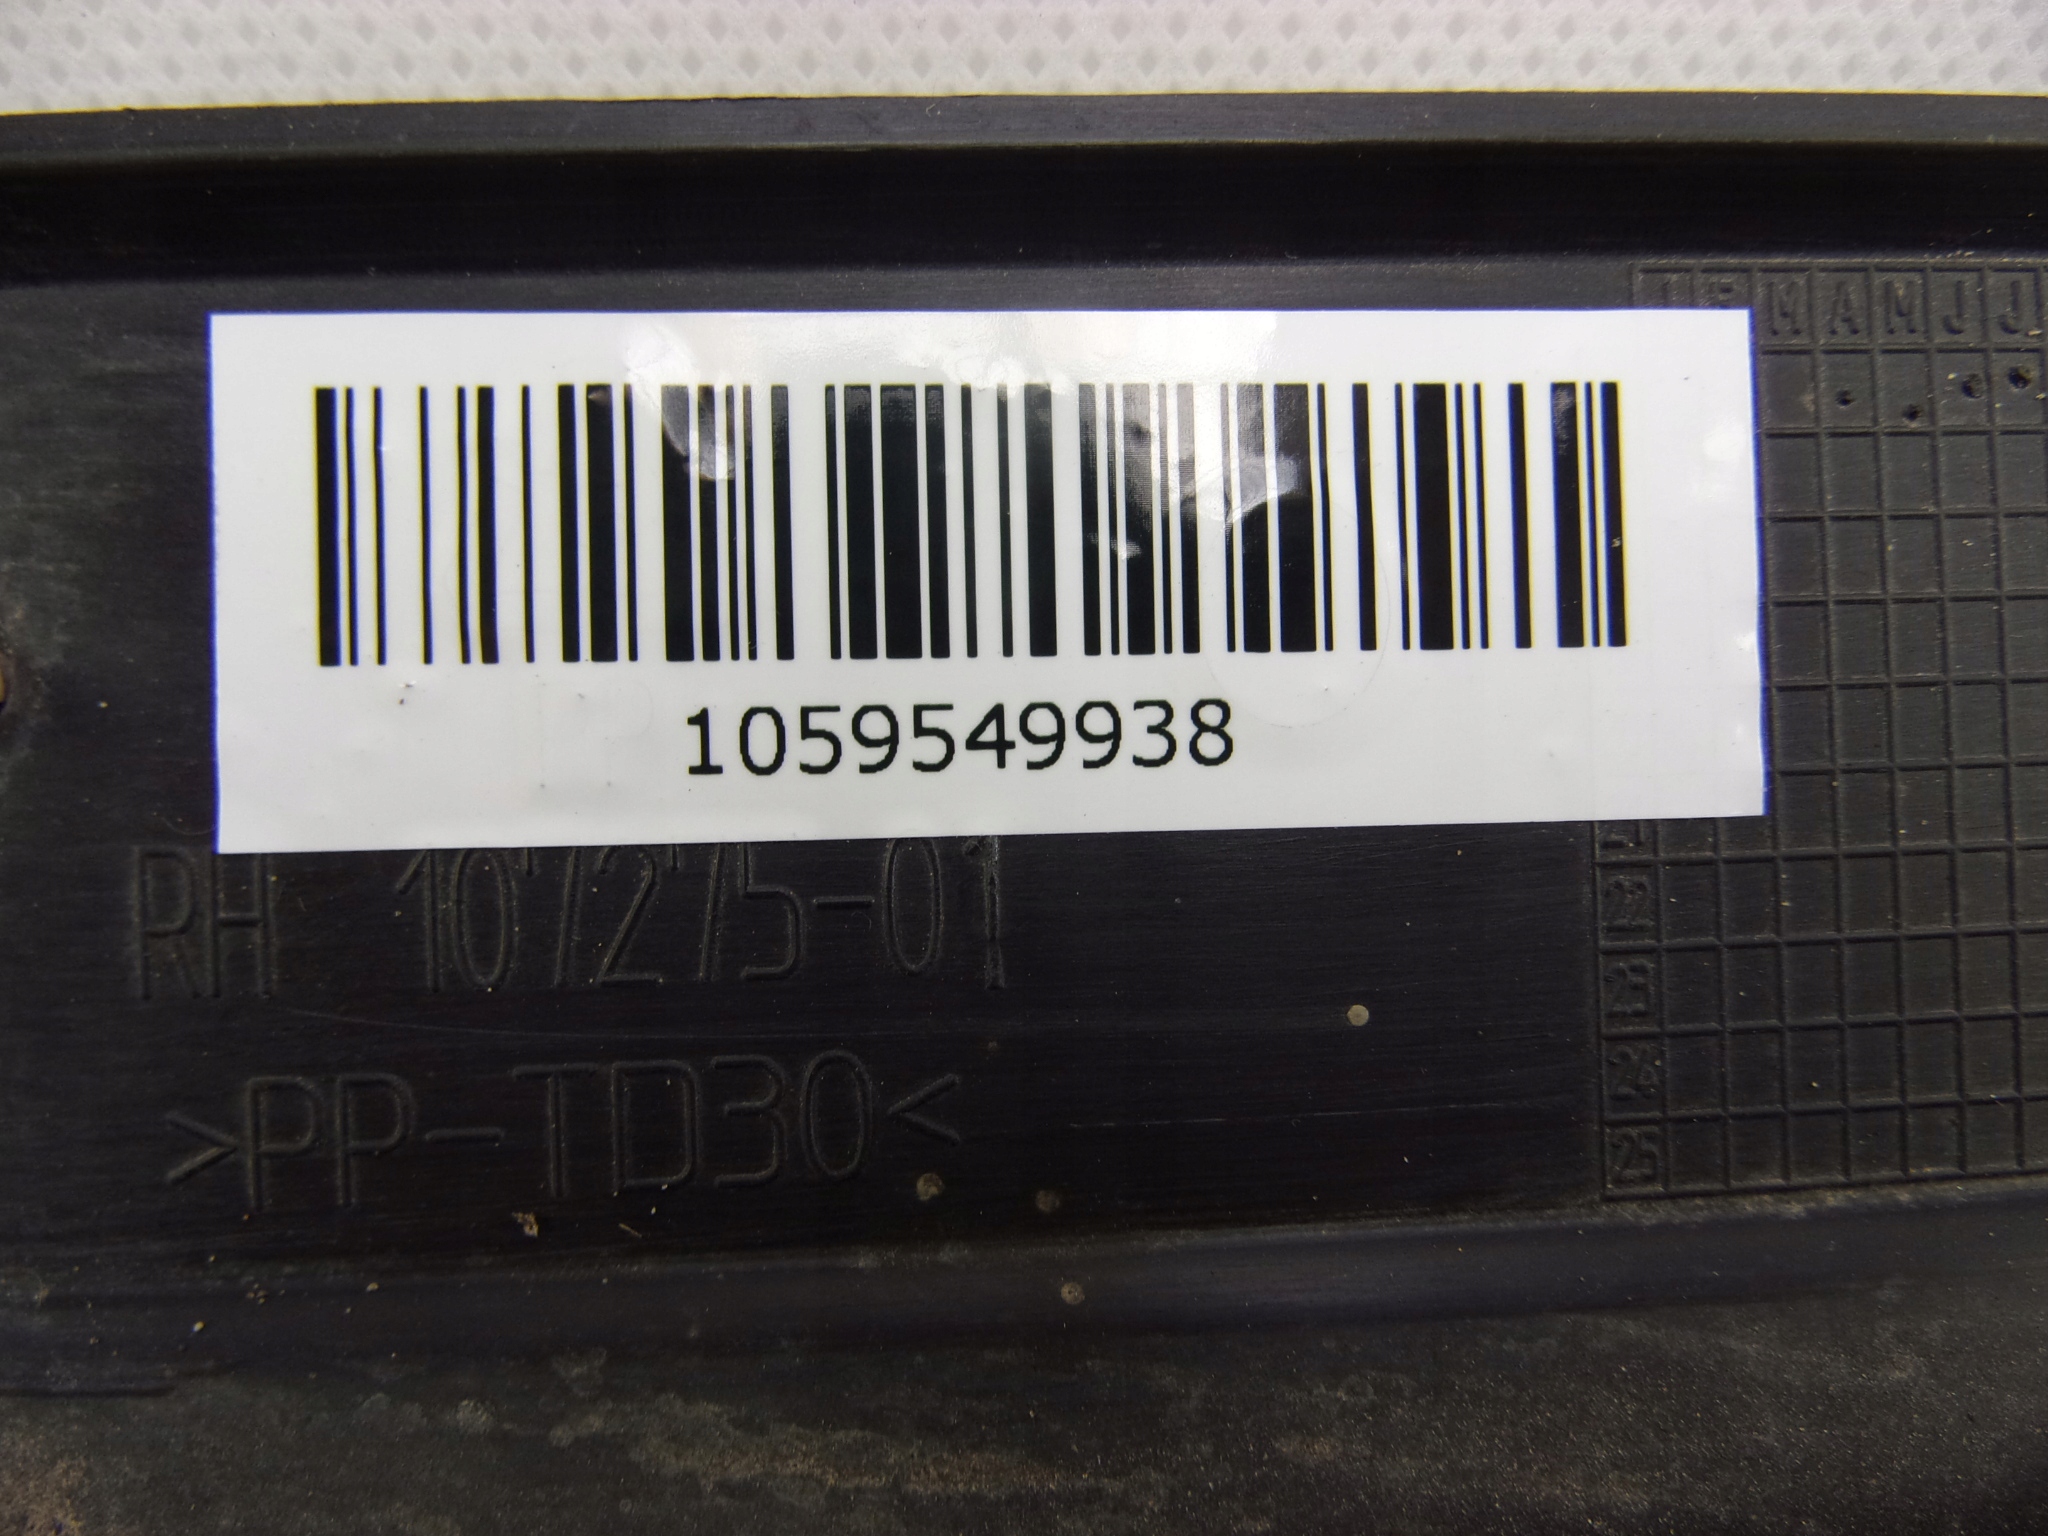 J F M A M J J
1059549938
RH 107275-01
22
23
>PP-TD30<
24
25